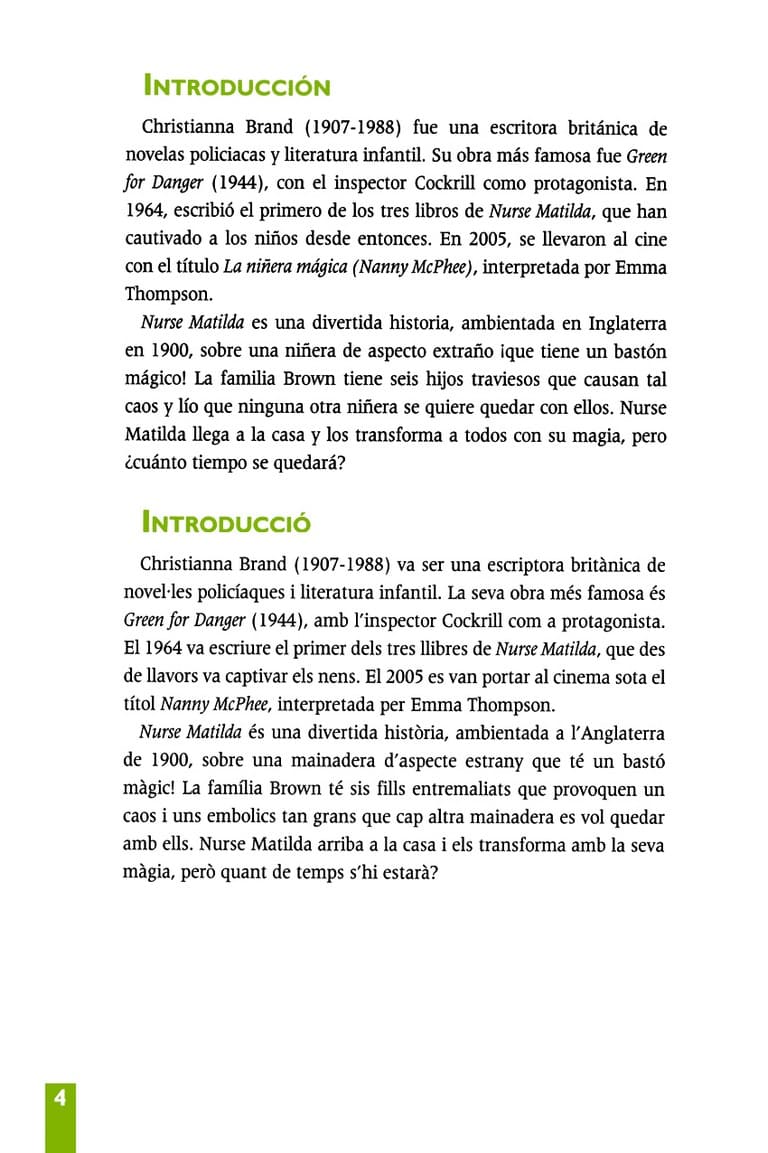 INTRODUCCIÓN
Christianna Brand (1907-1988) fue una escritora británica de
novelas policiacas y literatura infantil. Su obra más famosa fue Green
for Danger (1944), con el inspector Cockrill como protagonista. En
1964, escribió el primero de los tres libros de Nurse Matilda, que han
cautivado a los niños desde entonces. En 2005, se llevaron al cine
con el título La niñera mágica (Nanny McPhee), interpretada por Emma
Thompson.
Nurse Matilda es una divertida historia, ambientada en Inglaterra
en 1900, sobre una niñera de aspecto extraño ¡que tiene un bastón
mágico! La familia Brown tiene seis hijos traviesos que causan tal
caos y lío que ninguna otra niñera se quiere quedar con ellos. Nurse
Matilda llega a la casa y los transforma a todos con su magia, pero
¿cuánto tiempo se quedará?
INTRODUCCIÓ
Christianna Brand (1907-1988) va ser una escriptora britànica de
novel·les policíaques i literatura infantil. La seva obra més famosa és
Green for Danger (1944), amb l'inspector Cockrill com a protagonista.
El 1964 va escriure el primer dels tres llibres de Nurse Matilda, que des
de llavors va captivar els nens. El 2005 es van portar al cinema sota el
títol Nanny McPhee, interpretada per Emma Thompson.
Nurse Matilda és una divertida història, ambientada a l'Anglaterra
de 1900, sobre una mainadera d'aspecte estrany que té un bastó
màgic! La família Brown té sis fills entremaliats que provoquen un
caos i uns embolics tan grans que cap altra mainadera es vol quedar
amb ells. Nurse Matilda arriba a la casa i els transforma amb la seva
màgia, però quant de temps s'hi estarà?
4